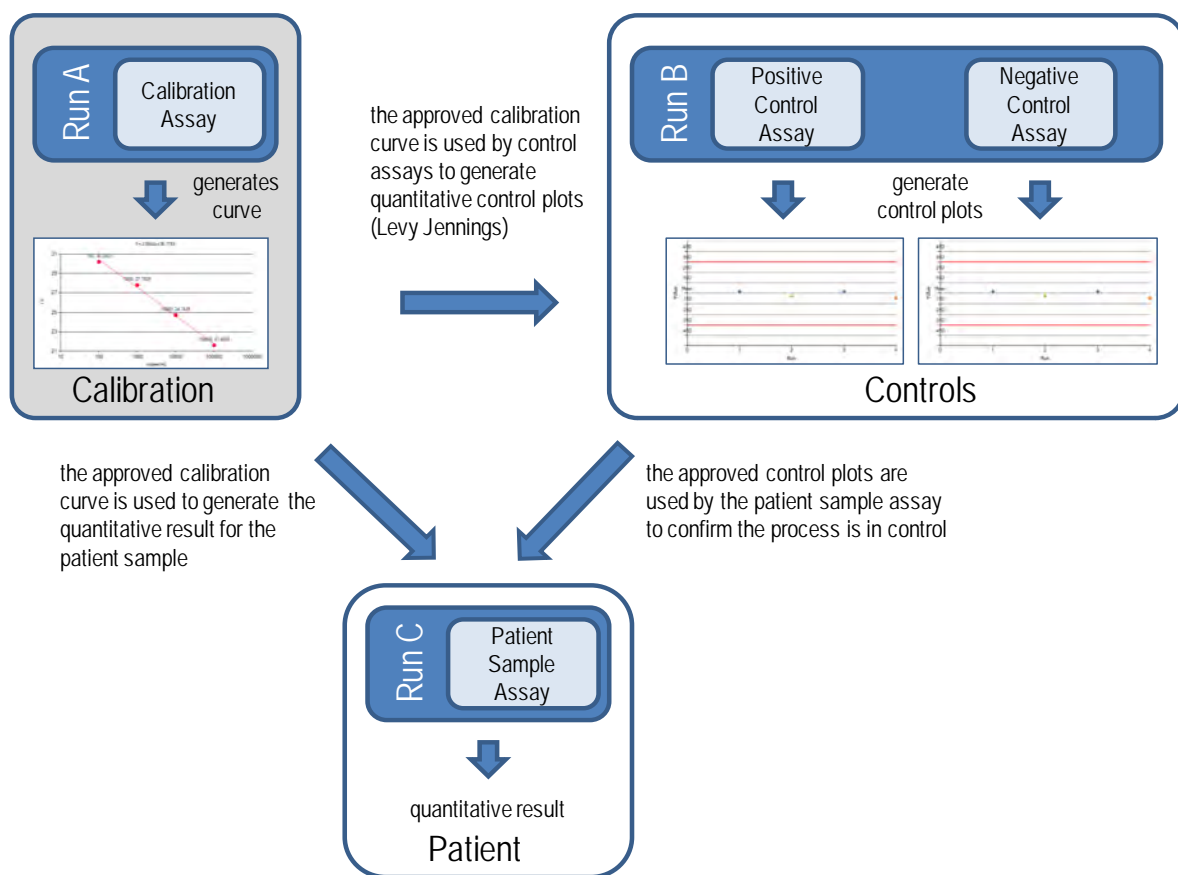 Run A
Calibration
Assay
generates
curve
Calibration
the approved calibration
curve is used by control
assays to generate
quantitative control plots
(Levy Jennings)
Run B
Positive
Control
Assay
Negative
Control
Assay
generate
control plots
Controls
the approved calibration
curve is used to generate the
quantitative result for the
patient sample
the approved control plots are
used by the patient sample assay
to confirm the process is in control
Run C
Patient
Sample
Assay
quantitative result
Patient